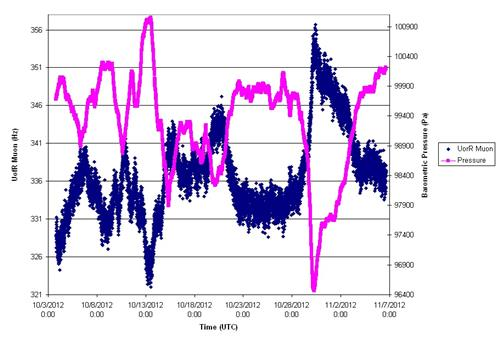 356
351
346
341
336
331
326
321
UorR Muon (Hz)
100900
100400
99900
99400
98900
98400
97900
97400
96900
96400
Barometric Pressure (Pa)
UorR Muon
Pressure
10/3/2012 10/8/2012 10/13/2012 10/18/2012 10/23/2012 10/28/2012 11/2/2012 11/7/2012
0:00 0:00 0:00 0:00 0:00 0:00 0:00 0:00
Time (UTC)